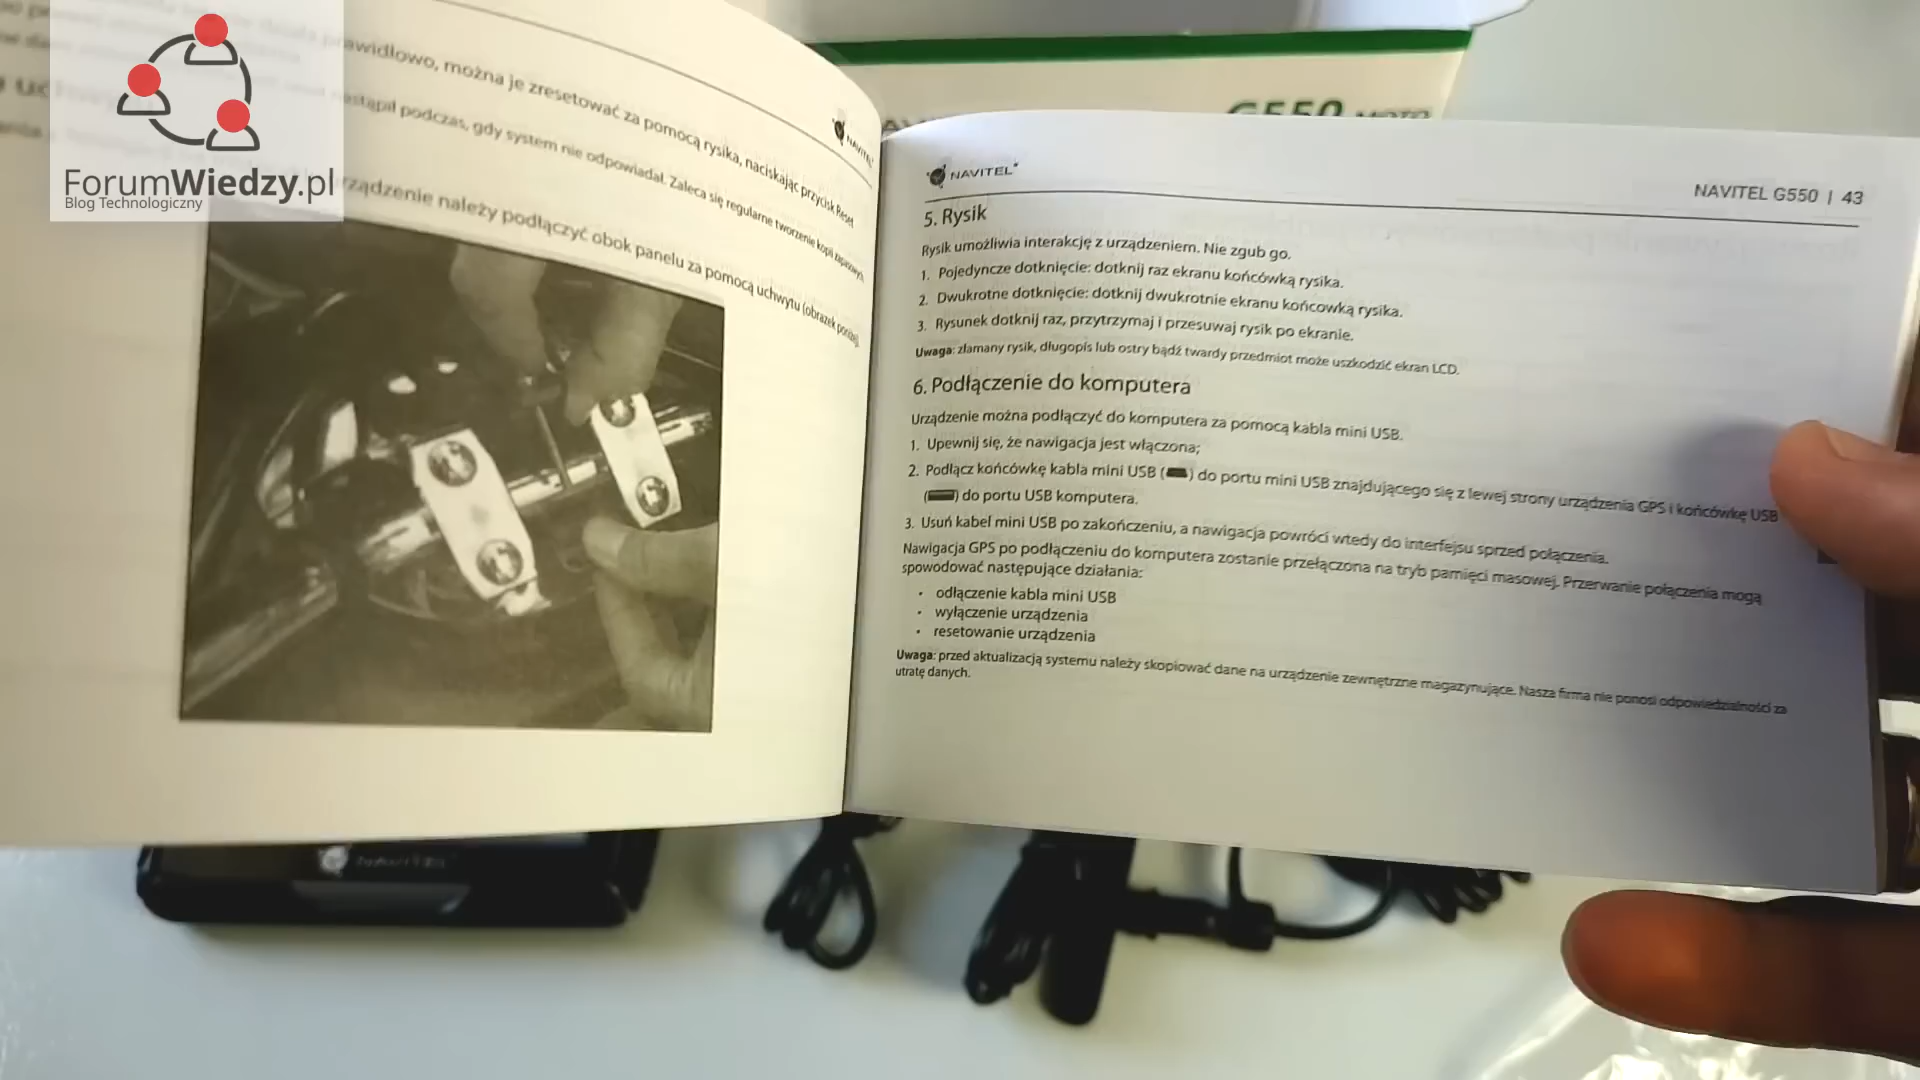 ForumWiedzy.pl
Blog Technologiczny
prawidłowo, można je zresetować za pomocą rysika, naciskając przycisk Reset
nastąpił podczas, gdy system nie odpowiadał. Zaleca się regularne tworzenie kopii zapasowych.
urządzenie należy podłączyć obok panelu za pomocą uchwytu (obrazek poniżej).
NAVITEL
G550 MOTO
NAVITEL
NAVITEL G550 | 43
5. Rysik
Rysik umożliwia interakcję z urządzeniem. Nie zgub go.
1. Pojedyncze dotknięcie: dotknij raz ekranu końcówką rysika.
2. Dwukrotne dotknięcie: dotknij dwukrotnie ekranu końcowką rysika.
3. Rysunek dotknij raz, przytrzymaj i przesuwaj rysik po ekranie.
Uwaga: złamany rysik, długopis lub ostry bądź twardy przedmiot może uszkodzić ekran LCD.
6. Podłączenie do komputera
Urządzenie można podłączyć do komputera za pomocą kabla mini USB.
1. Upewnij się, że nawigacja jest włączona;
2. Podłącz końcówkę kabla mini USB ( ) do portu mini USB znajdującego się z lewej strony urządzenia GPS i końcówkę USB
( ) do portu USB komputera.
3. Usuń kabel mini USB po zakończeniu, a nawigacja powróci wtedy do interfejsu sprzed połączenia.
Nawigacja GPS po podłączeniu do komputera zostanie przełączona na tryb pamięci masowej. Przerwanie połączenia mogą
spowodować następujące działania:
• odłączenie kabla mini USB
• wyłączenie urządzenia
• resetowanie urządzenia
Uwaga: przed aktualizacją systemu należy skopiować dane na urządzenie zewnętrzne magazynujące. Nasza firma nie ponosi odpowiedzialności za
utratę danych.